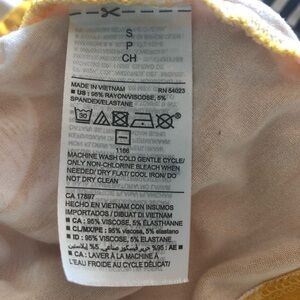 S
P
CH
MADE IN VIETNAM RN 54023
■ US : 95% RAYON/VISCOSE, 5%
SPANDEX/ELASTANE
30
1166
MACHINE WASH COLD GENTLE CYCLE/
ONLY NON-CHLORINE BLEACH WHEN
NEEDED/ DRY FLAT/ COOL IRON/ DO
NOT DRY CLEAN
CA 17897
HECHO EN VIETNAM CON INSUMOS
IMPORTADOS / DIBUAT DI VIETNAM
■ CA : 95% VISCOSE, 5% ÉLASTHANNE
■ CL/MX/PE : 95% viscosa, 5% elastano
■ ID : 95% viscose, 5% ELASTANE
■ CA : LAVER À LA MACHINE À
L'EAU FROIDE AU CYCLE DÉLICAT/